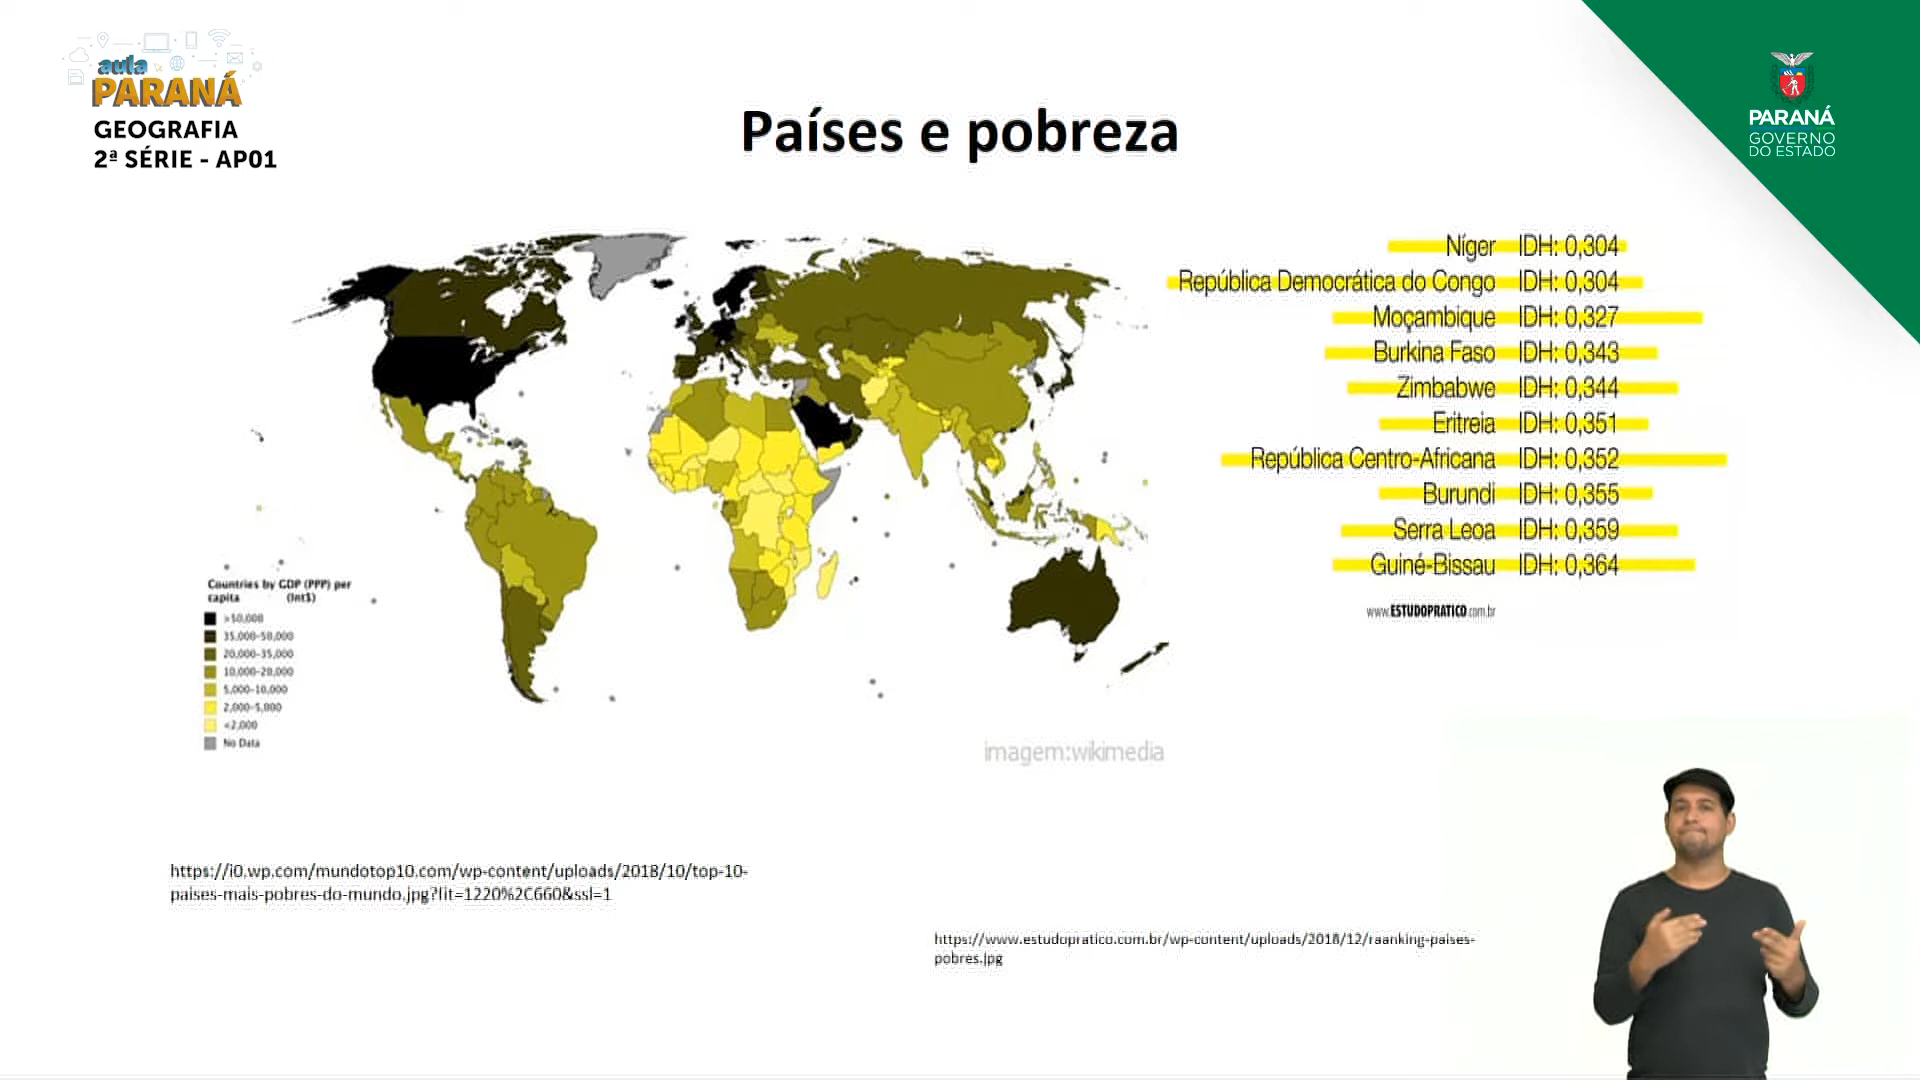 aula
PARANÁ
GEOGRAFIA
2ª SÉRIE - AP01
PARANÁ
GOVERNO
DO ESTADO
Países e pobreza
Níger IDH: 0,304
República Democrática do Congo IDH: 0,304
Moçambique IDH: 0,327
Burkina Faso IDH: 0,343
Zimbabwe IDH: 0,344
Eritreia IDH: 0,351
República Centro-Africana IDH: 0,352
Burundi IDH: 0,355
Serra Leoa IDH: 0,359
Guiné-Bissau IDH: 0,364
www.ESTUDOPRATICO.com.br
Countries by GDP (PPP) per
capita (Int$)
>50,000
35,000-50,000
20,000-35,000
10,000-20,000
5,000-10,000
2,000-5,000
<2,000
No Data
imagem:wikimedia
https://i0.wp.com/mundotop10.com/wp-content/uploads/2018/10/top-10-
paises-mais-pobres-do-mundo.jpg?fit=1220%2C660&ssl=1
https://www.estudopratico.com.br/wp-content/uploads/2018/12/raanking-paises-
pobres.jpg